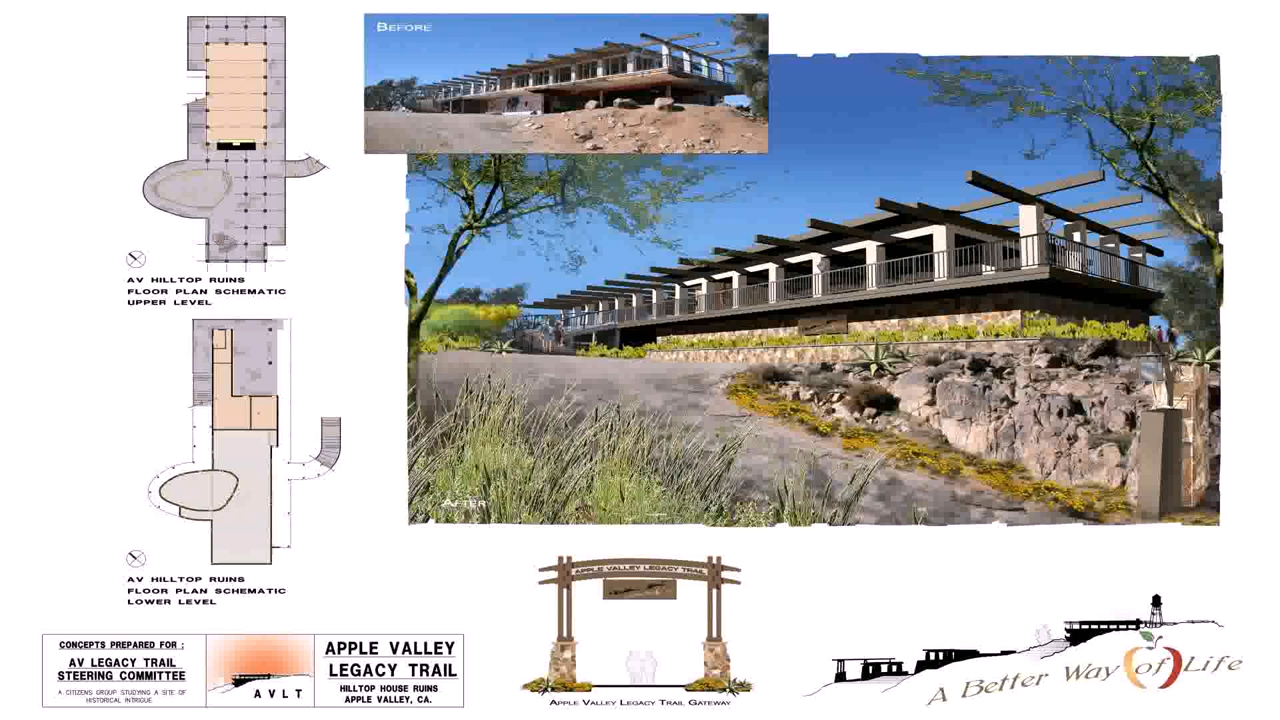 BEFORE
AV HILLTOP RUINS
FLOOR PLAN SCHEMATIC
UPPER LEVEL
AFTER
AV HILLTOP RUINS
FLOOR PLAN SCHEMATIC
LOWER LEVEL
CONCEPTS PREPARED FOR :
AV LEGACY TRAIL
STEERING COMMITTEE
A CITIZENS GROUP STUDYING A SITE OF
HISTORICAL INTRIGUE
AVLT
APPLE VALLEY
LEGACY TRAIL
HILLTOP HOUSE RUINS
APPLE VALLEY, CA.
APPLE VALLEY LEGACY TRAIL
APPLE VALLEY LEGACY TRAIL GATEWAY
A Better Way of Life